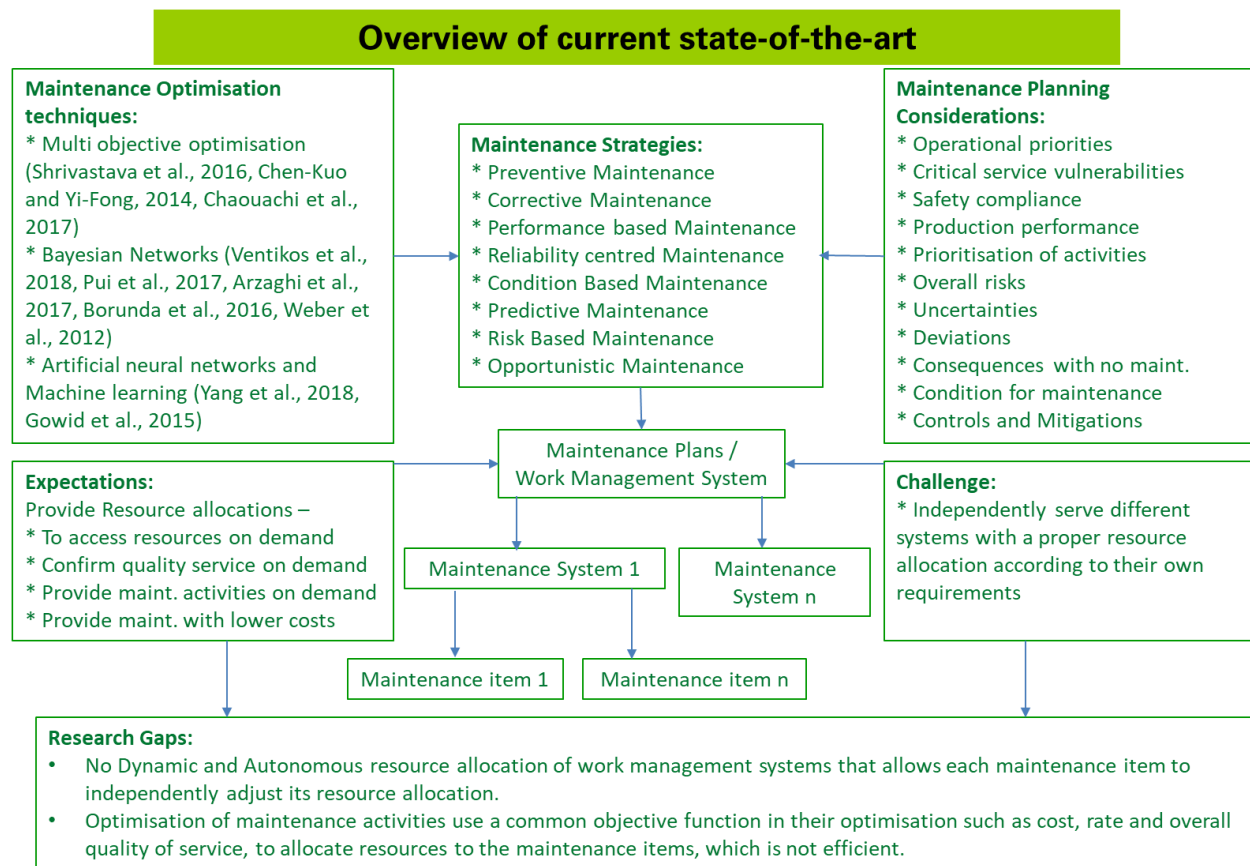 Overview of current state-of-the-art
Maintenance Optimisation
techniques:
* Multi objective optimisation
(Shrivastava et al., 2016, Chen-Kuo
and Yi-Fong, 2014, Chaouachi et al.,
2017)
* Bayesian Networks (Ventikos et al.,
2018, Pui et al., 2017, Arzaghi et al.,
2017, Borunda et al., 2016, Weber et
al., 2012)
* Artificial neural networks and
Machine learning (Yang et al., 2018,
Gowid et al., 2015)
Maintenance Strategies:
* Preventive Maintenance
* Corrective Maintenance
* Performance based Maintenance
* Reliability centred Maintenance
* Condition Based Maintenance
* Predictive Maintenance
* Risk Based Maintenance
* Opportunistic Maintenance
Maintenance Planning
Considerations:
* Operational priorities
* Critical service vulnerabilities
* Safety compliance
* Production performance
* Prioritisation of activities
* Overall risks
* Uncertainties
* Deviations
* Consequences with no maint.
* Condition for maintenance
* Controls and Mitigations
Maintenance Plans /
Work Management System
Expectations:
Provide Resource allocations –
* To access resources on demand
* Confirm quality service on demand
* Provide maint. activities on demand
* Provide maint. with lower costs
Maintenance System 1
Maintenance
System n
Maintenance item 1
Maintenance item n
Challenge:
* Independently serve different
systems with a proper resource
allocation according to their own
requirements
Research Gaps:
• No Dynamic and Autonomous resource allocation of work management systems that allows each maintenance item to
independently adjust its resource allocation.
• Optimisation of maintenance activities use a common objective function in their optimisation such as cost, rate and overall
quality of service, to allocate resources to the maintenance items, which is not efficient.